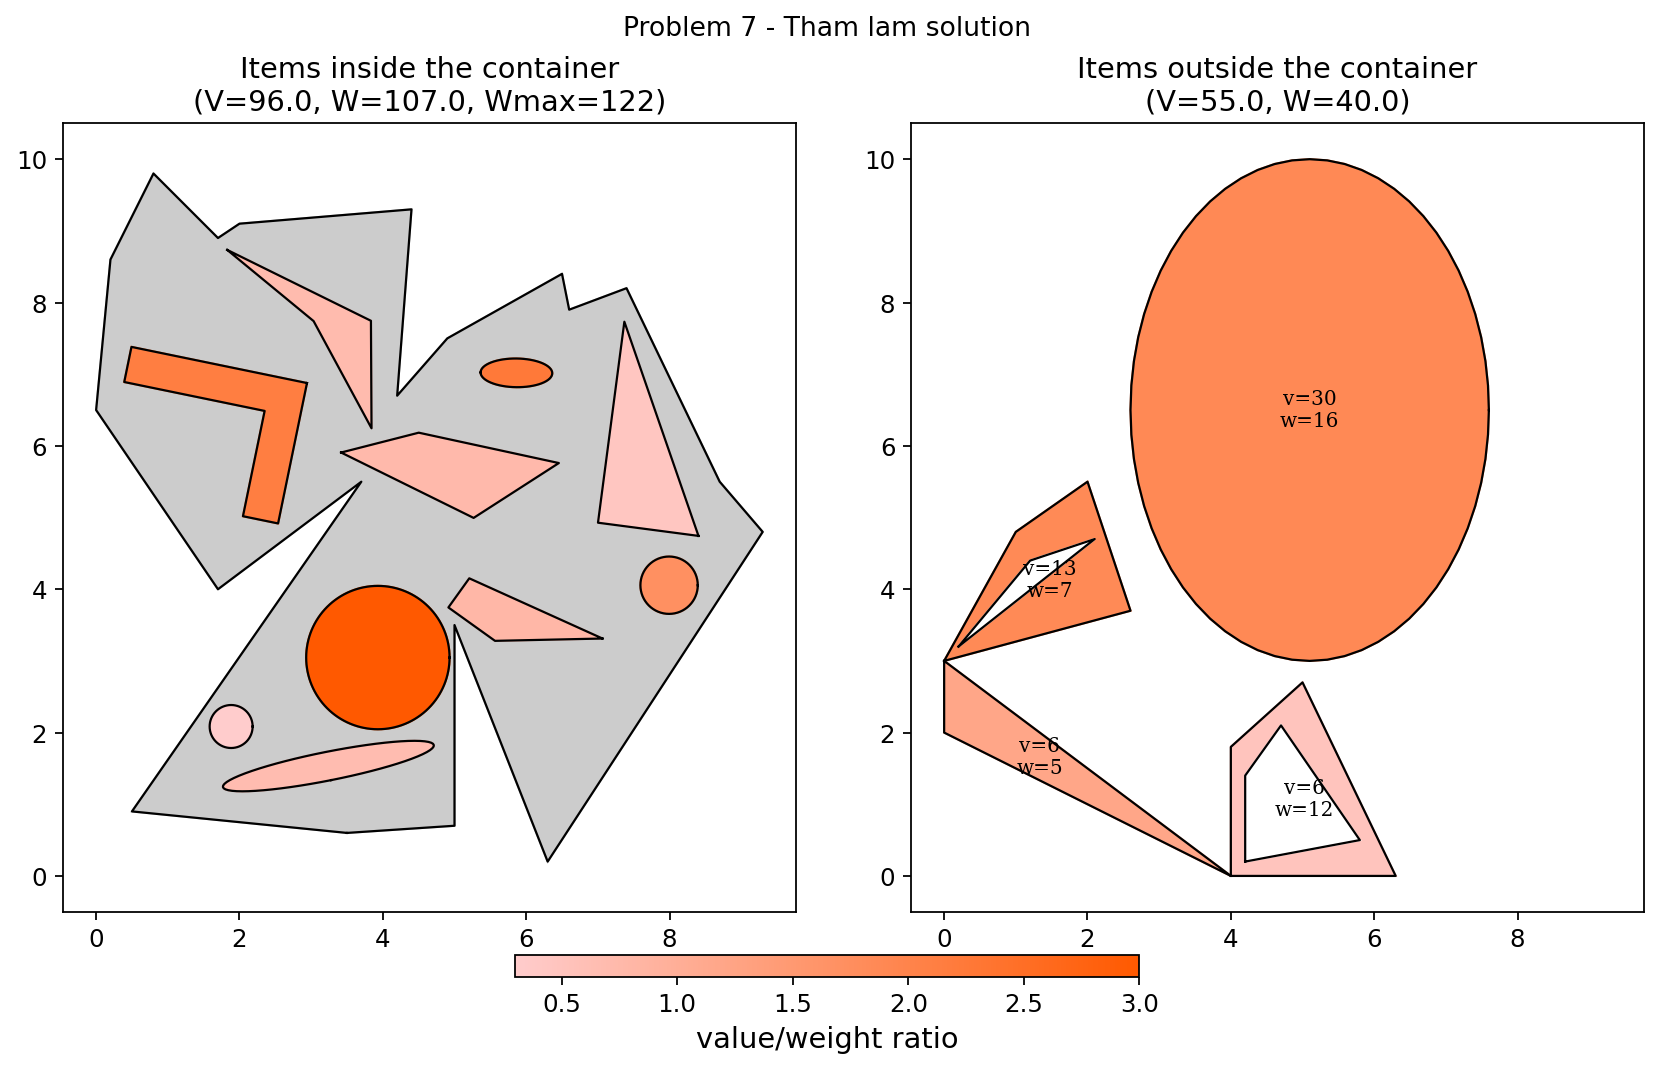 Problem 7 - Tham lam solution
Items inside the container
(V=96.0, W=107.0, Wmax=122)
Items outside the container
(V=55.0, W=40.0)
10
8
6
4
2
0
0 2 4 6 8
10
8
6
4
2
0
0 2 4 6 8
v=30
w=16
v=13
w=7
v=6
w=5
v=6
w=12
0.5 1.0 1.5 2.0 2.5 3.0
value/weight ratio